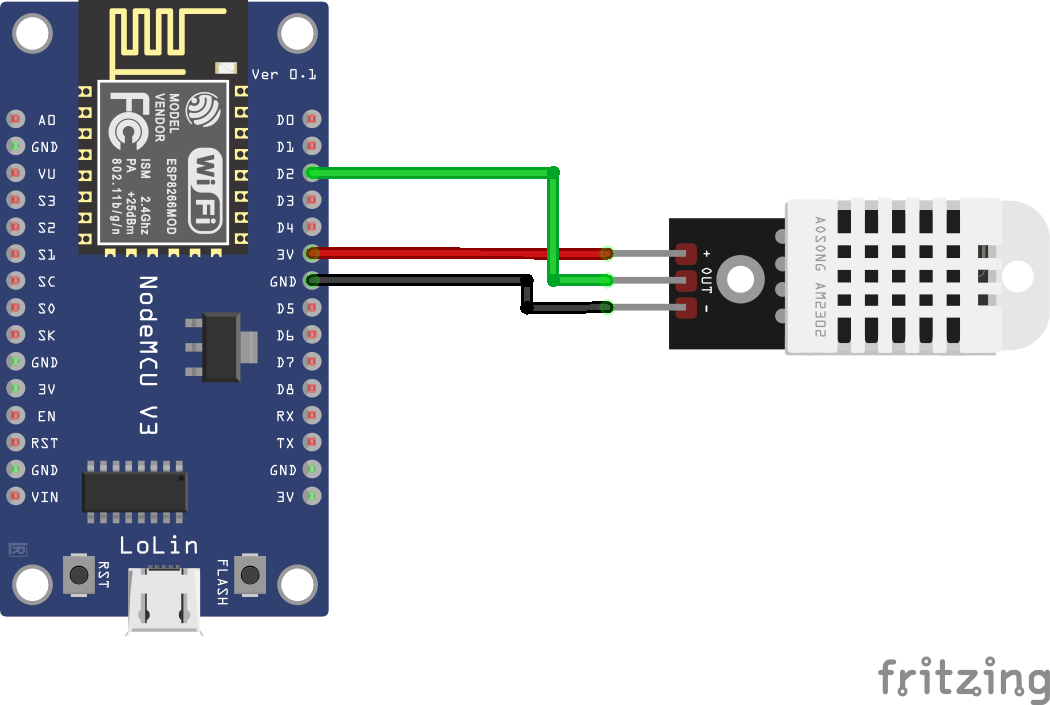 Ver 0.1
MODEL
VENDOR
FC
WiFi
ESP8266MOD
ISM 2.4GHz
PA +25dBm
802.11b/g/n
A0
GND
VU
S3
S2
S1
SC
S0
SK
GND
3V
EN
RST
GND
VIN
D0
D1
D2
D3
D4
3V
GND
D5
D6
D7
D8
RX
TX
GND
3V
NodeMCU V3
LoLin
RST
FLASH
+
OUT
-
AOSONG AM2302
fritzing